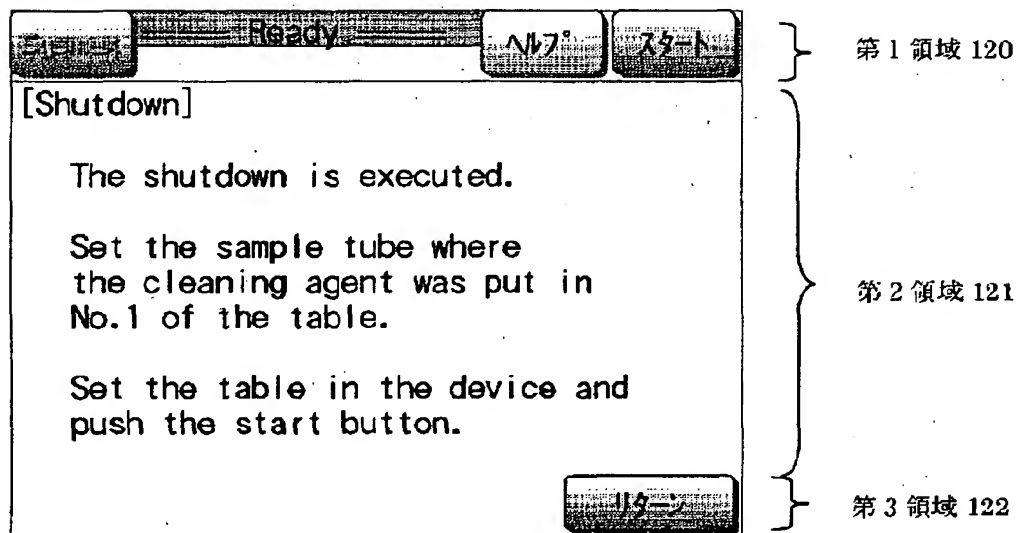 Ready ヘルプ スタート 第1領域 120
[Shutdown]
The shutdown is executed.
Set the sample tube where
the cleaning agent was put in
No.1 of the table.
第2領域 121
Set the table in the device and
push the start button.
リターン 第3領域 122